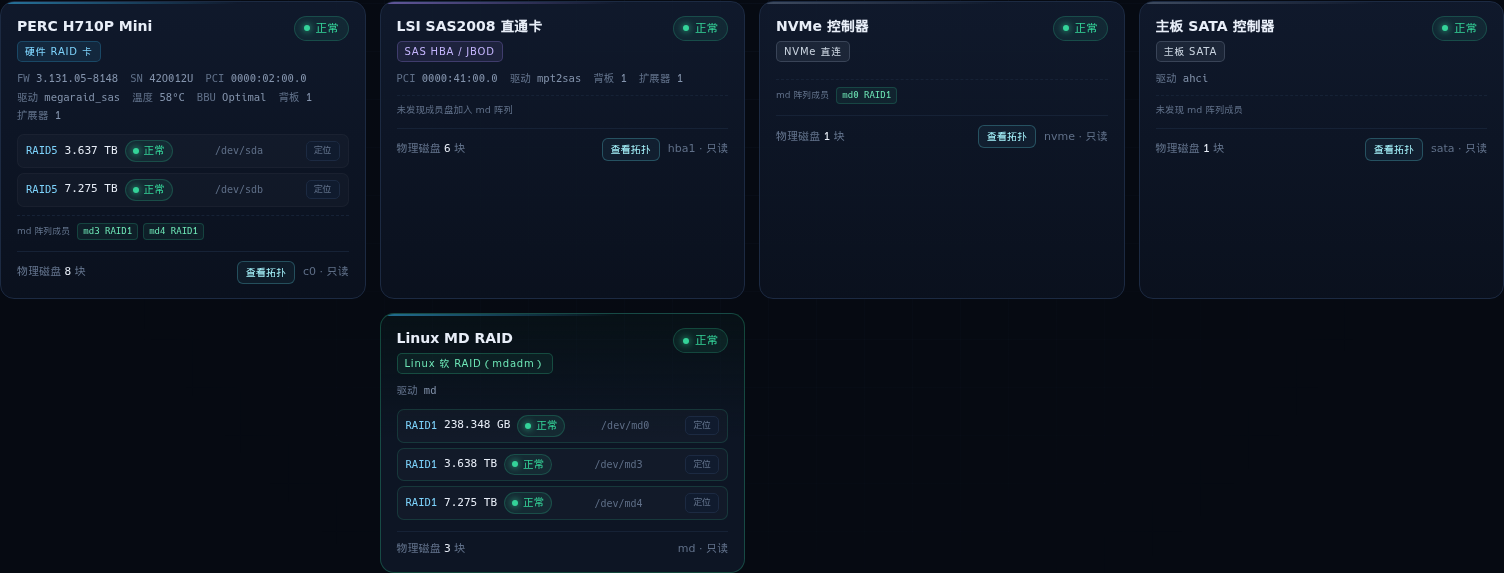 PERC H710P Mini
正常
硬件 RAID 卡
FW 3.131.05-8148 SN 42O012U PCI 0000:02:00.0
驱动 megaraid_sas 温度 58°C BBU Optimal 背板 1
扩展器 1
RAID5 3.637 TB 正常 /dev/sda 定位
RAID5 7.275 TB 正常 /dev/sdb 定位
md 阵列成员 md3 RAID1 md4 RAID1
物理磁盘 8 块 查看拓扑 c0 · 只读
LSI SAS2008 直通卡
正常
SAS HBA / JBOD
PCI 0000:41:00.0 驱动 mpt2sas 背板 1 扩展器 1
未发现成员盘加入 md 阵列
物理磁盘 6 块 查看拓扑 hba1 · 只读
NVMe 控制器
正常
NVMe 直连
md 阵列成员 md0 RAID1
物理磁盘 1 块 查看拓扑 nvme · 只读
主板 SATA 控制器
正常
主板 SATA
驱动 ahci
未发现 md 阵列成员
物理磁盘 1 块 查看拓扑 sata · 只读
Linux MD RAID
正常
Linux 软 RAID（mdadm）
驱动 md
RAID1 238.348 GB 正常 /dev/md0 定位
RAID1 3.638 TB 正常 /dev/md3 定位
RAID1 7.275 TB 正常 /dev/md4 定位
物理磁盘 3 块 md · 只读